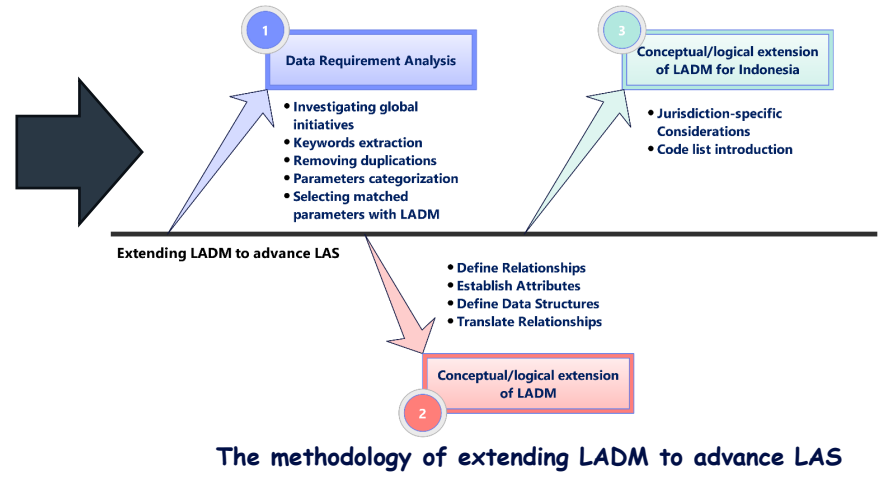 1
Data Requirement Analysis
• Investigating global
initiatives
• Keywords extraction
• Removing duplications
• Parameters categorization
• Selecting matched
parameters with LADM
3
Conceptual/logical extension
of LADM for Indonesia
• Jurisdiction-specific
Considerations
• Code list introduction
Extending LADM to advance LAS
• Define Relationships
• Establish Attributes
• Define Data Structures
• Translate Relationships
Conceptual/logical extension
of LADM
2
The methodology of extending LADM to advance LAS